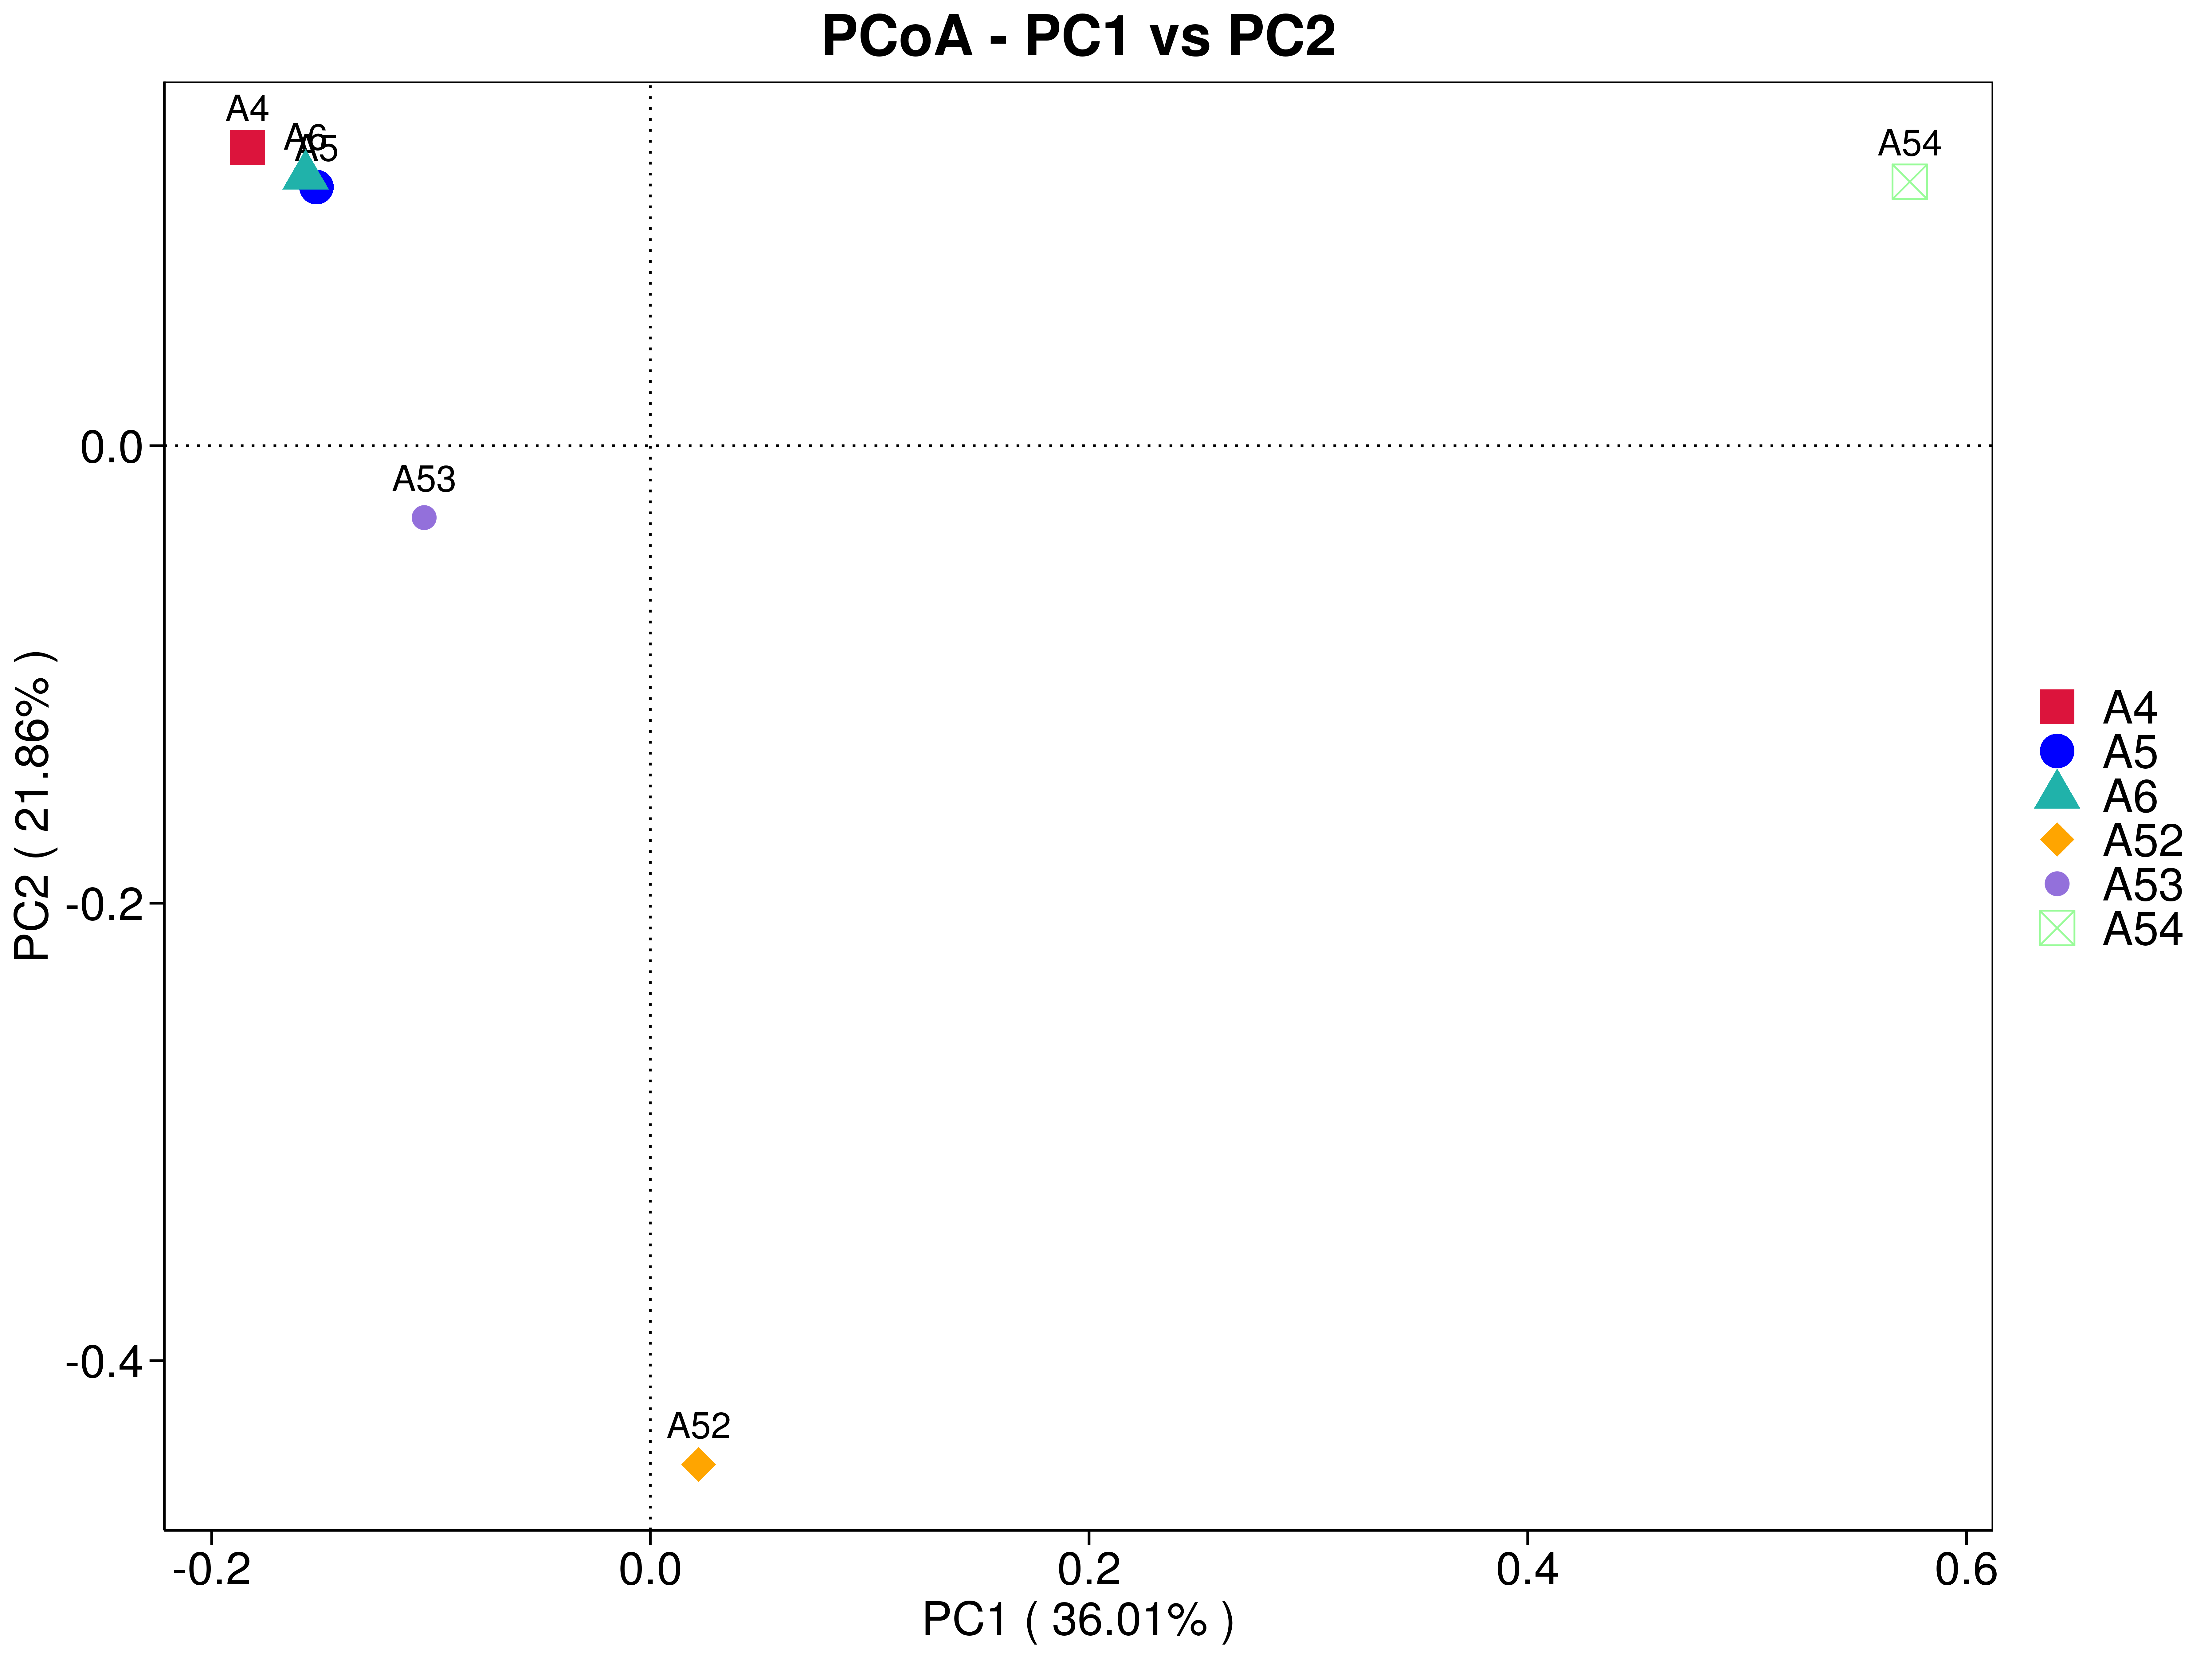 PCoA - PC1 vs PC2
A4
A6
A5
A54
0.0
A53
PC2 ( 21.86% )
-0.2
-0.4
A52
-0.2 0.0 0.2 0.4 0.6
PC1 ( 36.01% )
A4
A5
A6
A52
A53
A54